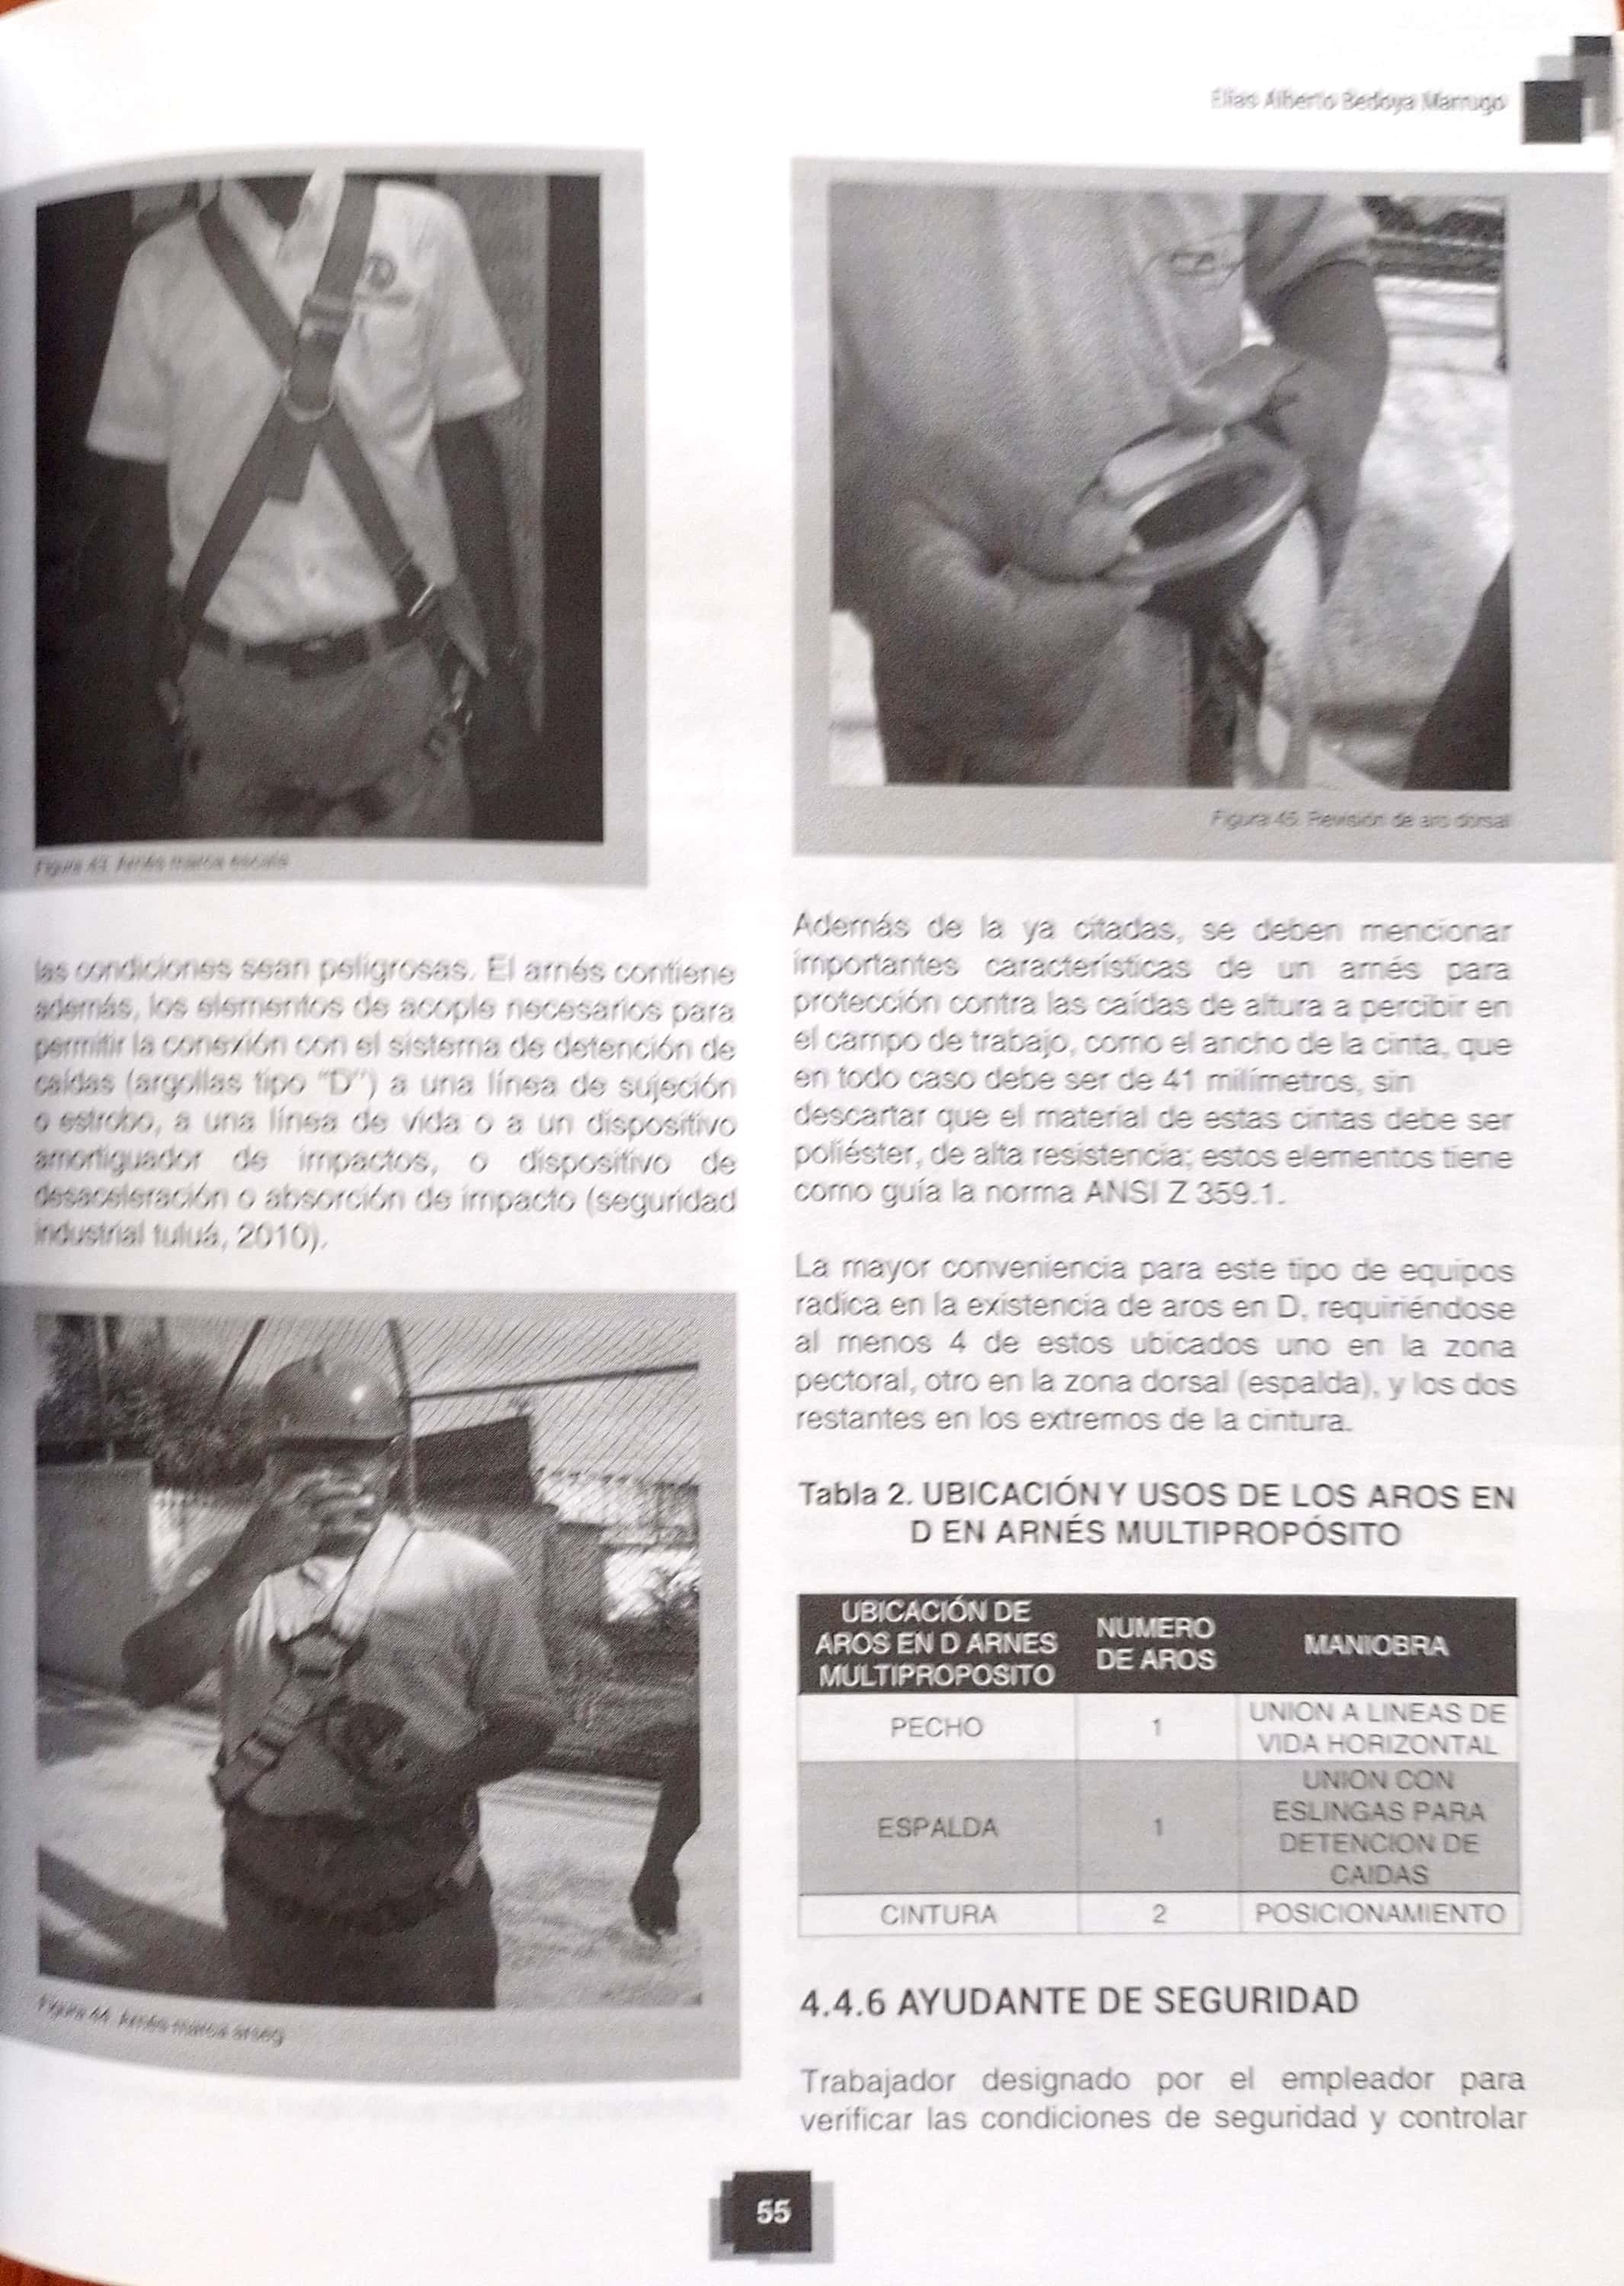 Elías Alberto Bedoya Marrugo
Figura 43. Arnés marca escala
las condiciones sean peligrosas. El arnés contiene
además, los elementos de acople necesarios para
permitir la conexión con el sistema de detención de
caídas (argollas tipo “D”) a una línea de sujeción
o estrobo, a una línea de vida o a un dispositivo
amortiguador de impactos, o dispositivo de
desaceleración o absorción de impacto (seguridad
industrial tuluá, 2010).
Figura 44. Arnés marca arseg
Figura 45. Revisión de aro dorsal
Además de la ya citadas, se deben mencionar
importantes características de un arnés para
protección contra las caídas de altura a percibir en
el campo de trabajo, como el ancho de la cinta, que
en todo caso debe ser de 41 milímetros, sin
descartar que el material de estas cintas debe ser
poliéster, de alta resistencia; estos elementos tiene
como guía la norma ANSI Z 359.1.
La mayor conveniencia para este tipo de equipos
radica en la existencia de aros en D, requiriéndose
al menos 4 de estos ubicados uno en la zona
pectoral, otro en la zona dorsal (espalda), y los dos
restantes en los extremos de la cintura.
Tabla 2. UBICACIÓN Y USOS DE LOS AROS EN
D EN ARNÉS MULTIPROPÓSITO
UBICACIÓN DE
AROS EN D ARNES
MULTIPROPOSITO
NUMERO
DE AROS
MANIOBRA
PECHO
1
UNION A LINEAS DE
VIDA HORIZONTAL
ESPALDA
1
UNION CON
ESLINGAS PARA
DETENCION DE
CAIDAS
CINTURA
2
POSICIONAMIENTO
4.4.6 AYUDANTE DE SEGURIDAD
Trabajador designado por el empleador para
verificar las condiciones de seguridad y controlar
55